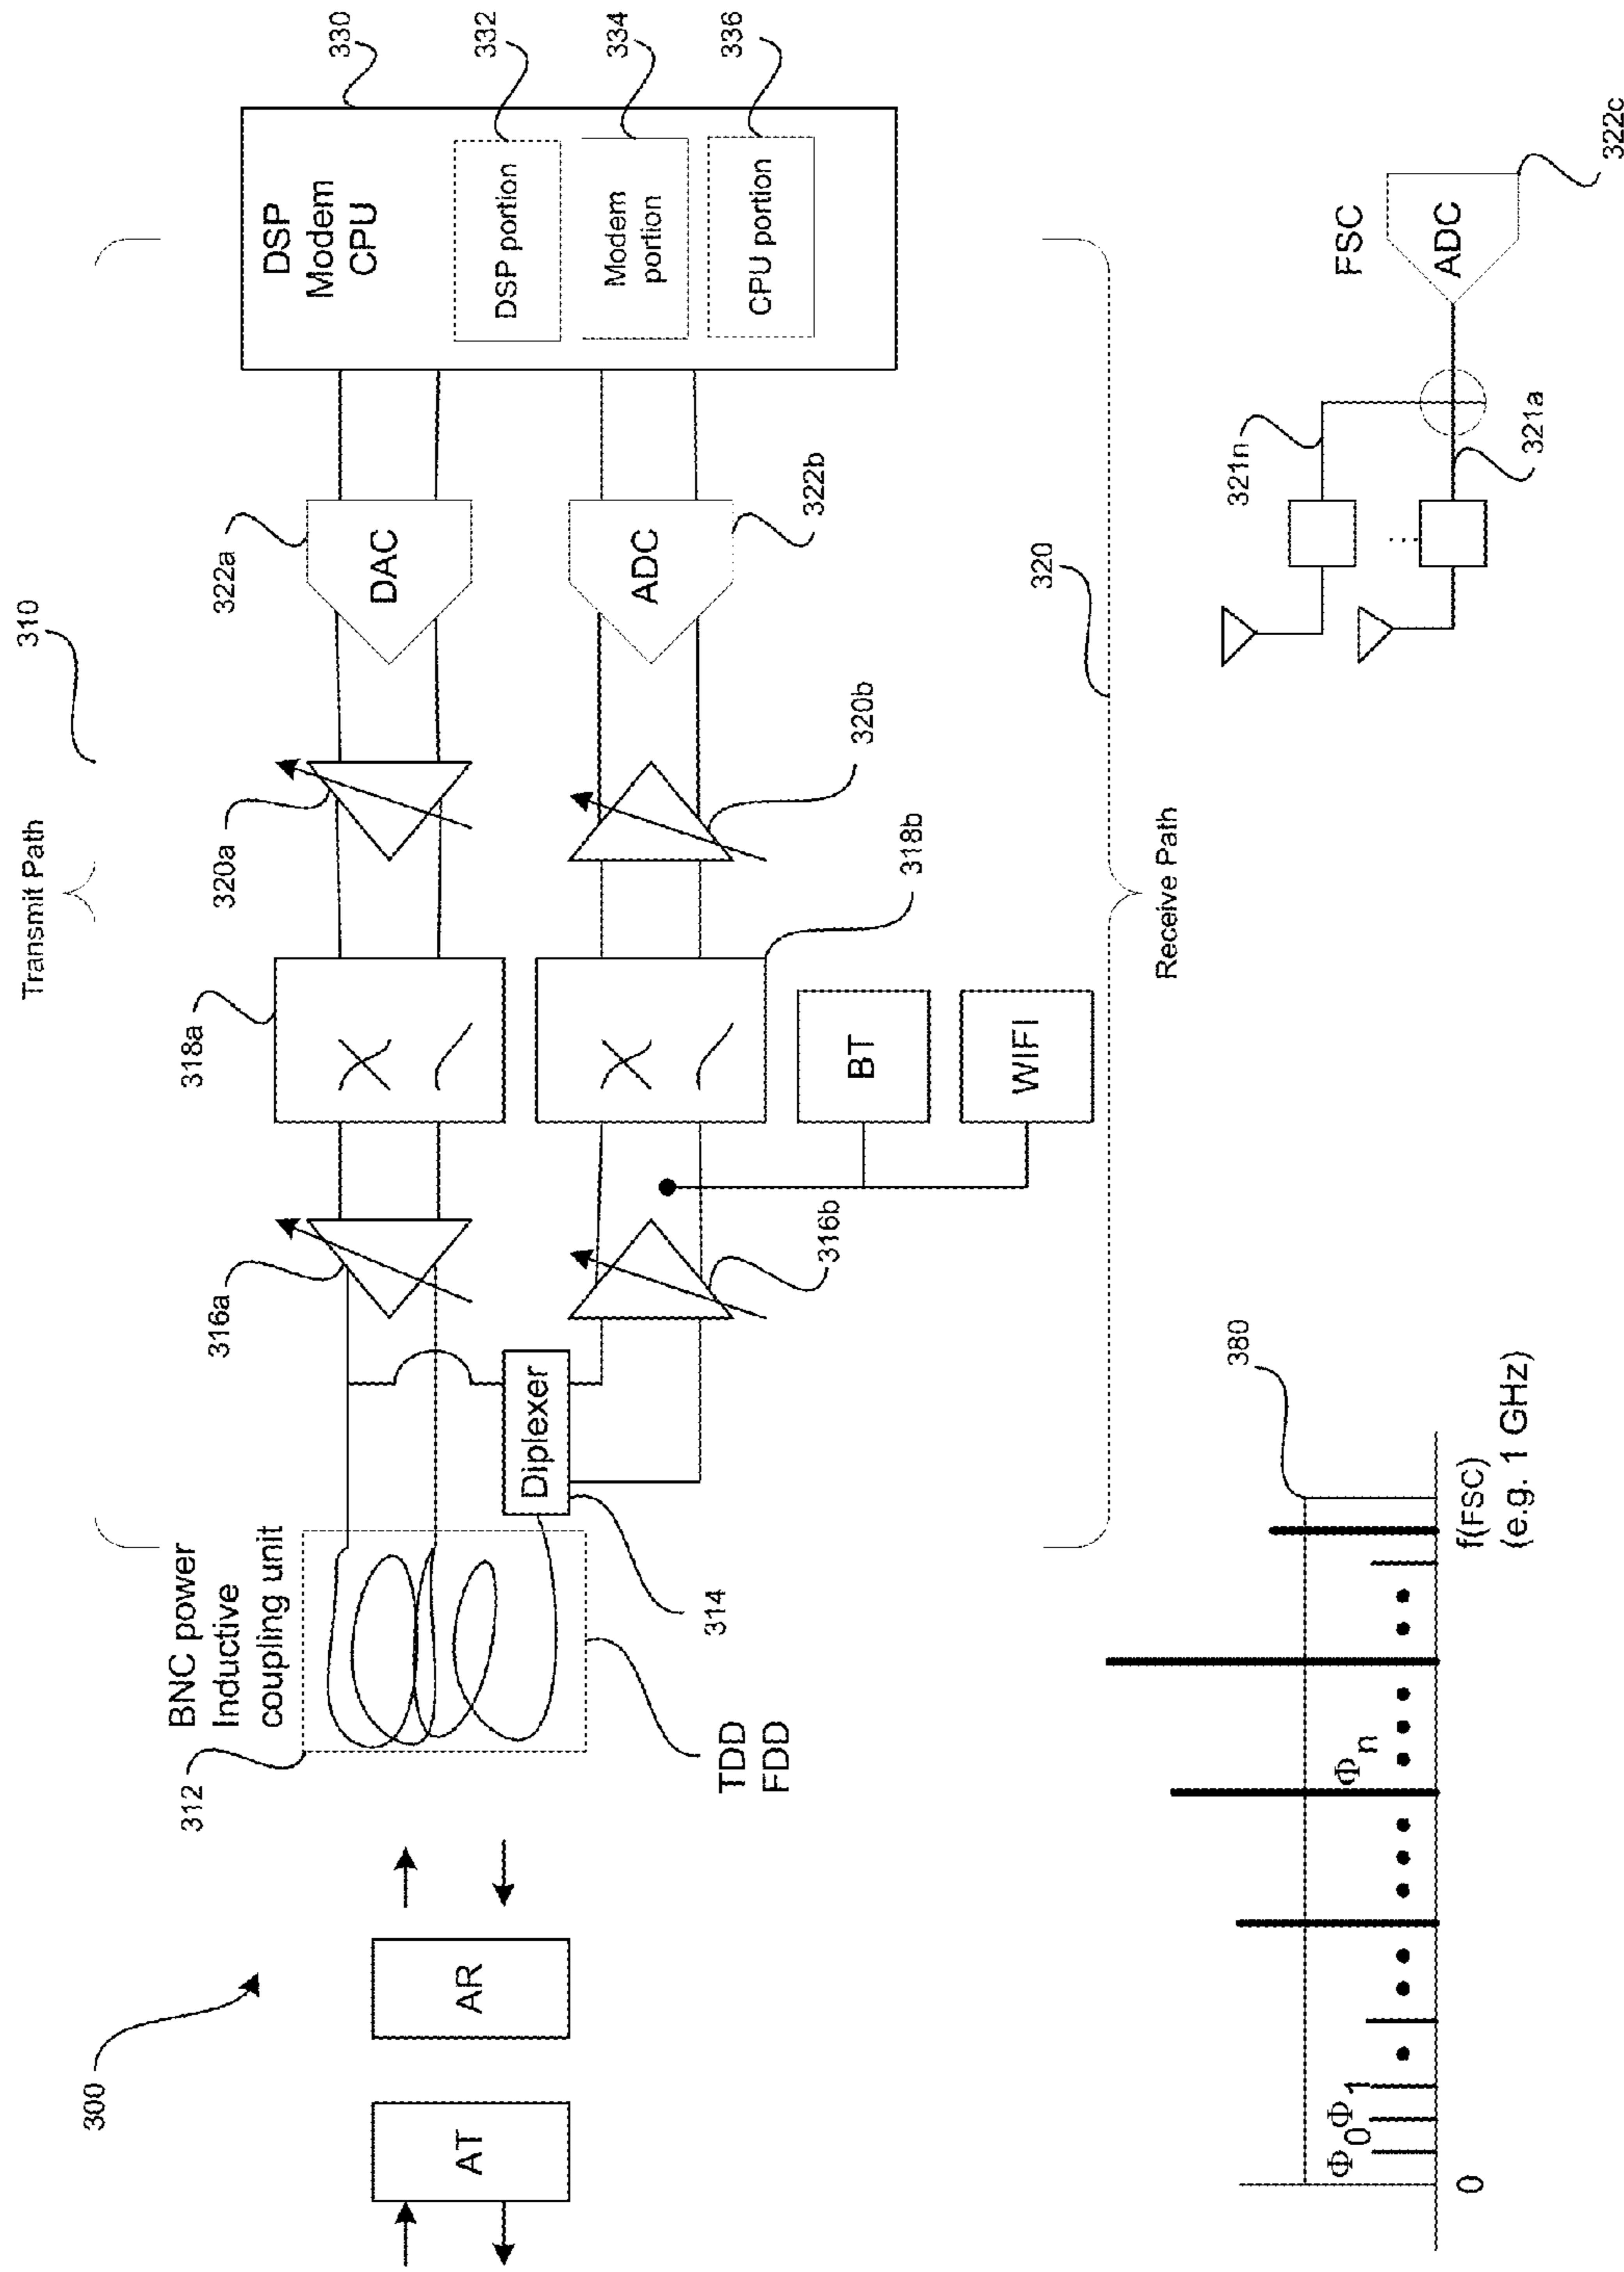 Transmit Path
310
300
312
BNC power
Inductive
coupling unit
316a
318a
320a
322a
330
DSP
Modem
CPU
332
DSP portion
334
Modem
portion
336
CPU portion
DAC
ADC
AT
AR
Diplexer
314
TDD
FDD
316b
318b
320b
322b
BT
WIFI
320
Receive Path
380
Φ0
Φ1
Φn
0
f(FSC)
(e.g. 1 GHz)
321n
321a
FSC
ADC
322c